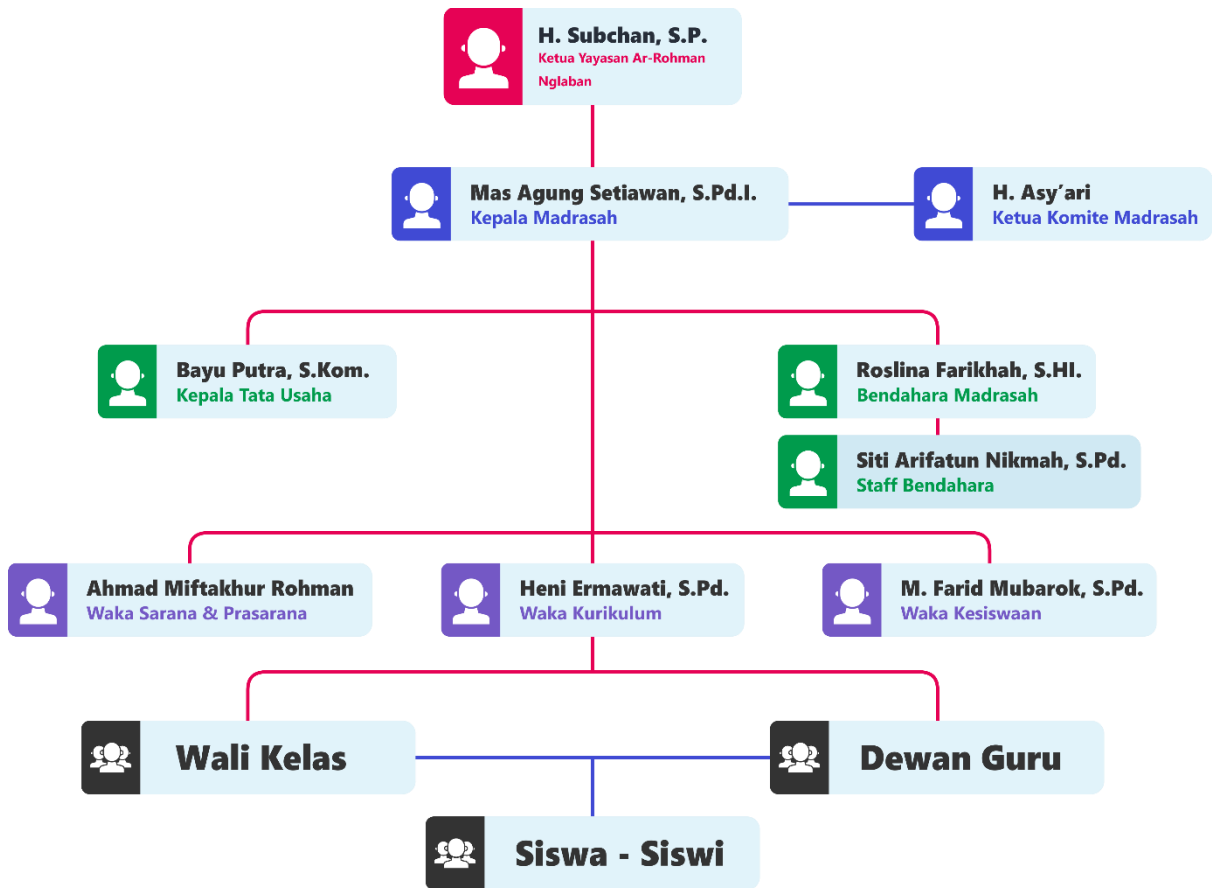 H. Subchan, S.P.
Ketua Yayasan Ar-Rohman
Nglaban
Mas Agung Setiawan, S.Pd.I.
Kepala Madrasah
H. Asy’ari
Ketua Komite Madrasah
Bayu Putra, S.Kom.
Kepala Tata Usaha
Roslina Farikhah, S.HI.
Bendahara Madrasah
Siti Arifatun Nikmah, S.Pd.
Staff Bendahara
Ahmad Miftakhur Rohman
Waka Sarana & Prasarana
Heni Ermawati, S.Pd.
Waka Kurikulum
M. Farid Mubarok, S.Pd.
Waka Kesiswaan
Wali Kelas
Dewan Guru
Siswa - Siswi